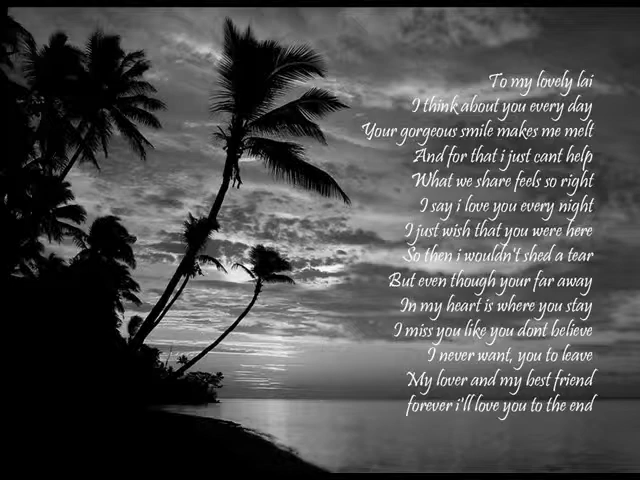 To my lovely lai
I think about you every day
Your gorgeous smile makes me melt
And for that i just cant help
What we share feels so right
I say i love you every night
I just wish that you were here
So then i wouldn't shed a tear
But even though your far away
In my heart is where you stay
I miss you like you dont believe
I never want, you to leave
My lover and my best friend
forever i'll love you to the end